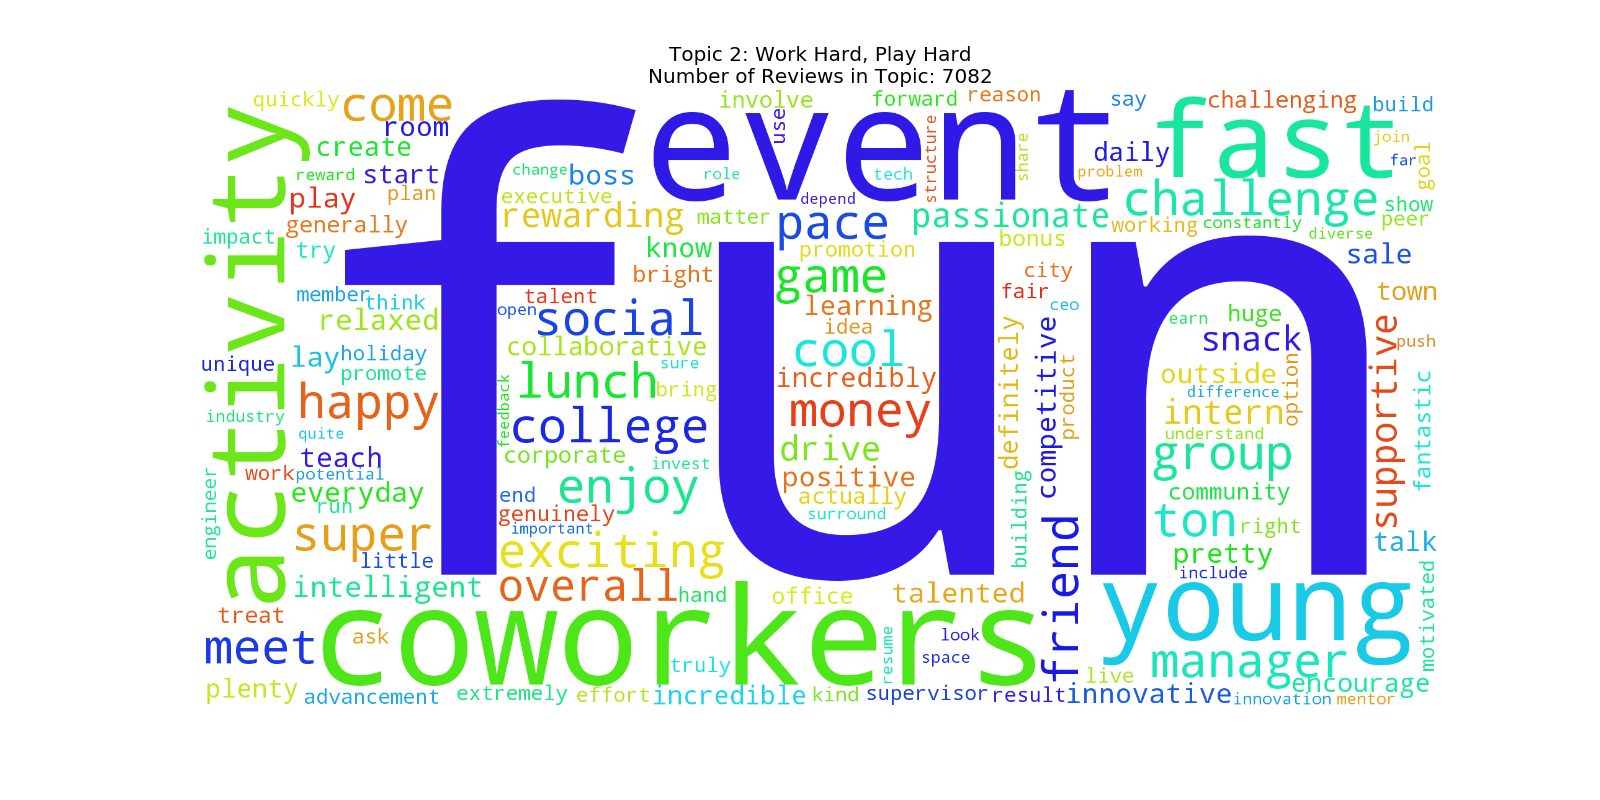 Topic 2: Work Hard, Play Hard
Number of Reviews in Topic: 7082
quickly
come
involve
forward
reason
say
challenging
build
room
use
event
fast
join
create
structure
share
daily
far
goal
activity
reward
start
change
boss
role
tech
problem
play
plan
executive
depend
challenge
show
generally
rewarding
matter
pace
passionate
working
constantly
peer
impact
try
know
promotion
bonus
diverse
sale
fun
bright
game
city
member
think
talent
learning
fair
ceo
town
relaxed
open
social
idea
definitely
competitive
earn
huge
supportive
push
unique
lay
holiday
collaborative
cool
snack
promote
sure
incredibly
product
outside
option
fantastic
happy
feedback
lunch
bring
money
difference
intern
industry
college
quite
drive
understand
group
teach
corporate
invest
positive
work
potential
engineer
everyday
end
enjoy
actually
building
community
run
genuinely
surround
ton
right
super
important
talk
little
exciting
pretty
friend
include
intelligent
overall
hand
office
talented
young
motivated
treat
coworkers
meet
ask
resume
look
space
truly
manager
live
encourage
plenty
advancement
extremely
effort
incredible
kind
supervisor
result
innovative
innovation
mentor